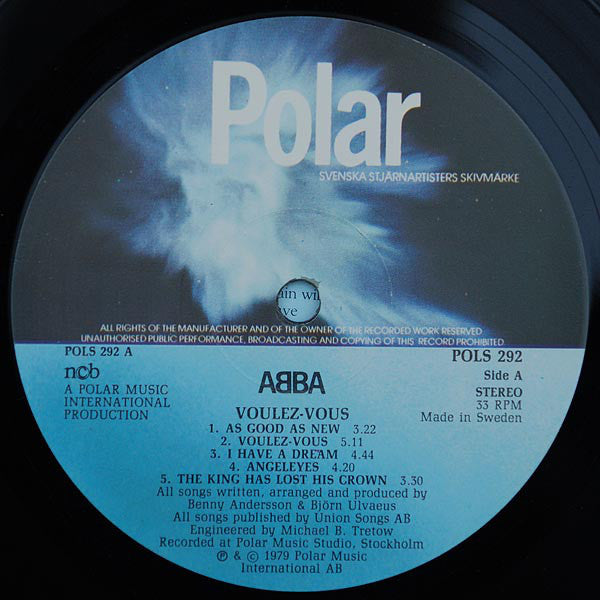 Polar
SVENSKA STJÄRNARTISTERS SKIVMÄRKE
ain wi
ve
ALL RIGHTS OF THE MANUFACTURER AND OF THE OWNER OF THE RECORDED WORK RESERVED
UNAUTHORISED PUBLIC PERFORMANCE, BROADCASTING AND COPYING OF THIS RECORD PROHIBITED
POLS 292 A
ncb
A POLAR MUSIC
INTERNATIONAL
PRODUCTION
ABBA
POLS 292
Side A
STEREO
33 RPM
Made in Sweden
VOULEZ-VOUS
1. AS GOOD AS NEW 3.22
2. VOULEZ-VOUS 5.11
3. I HAVE A DREAM 4.44
4. ANGELEYES 4.20
5. THE KING HAS LOST HIS CROWN 3.30
All songs written, arranged and produced by
Benny Andersson & Björn Ulvaeus
All songs published by Union Songs AB
Engineered by Michael B. Tretow
Recorded at Polar Music Studio, Stockholm
℗ & © 1979 Polar Music
International AB